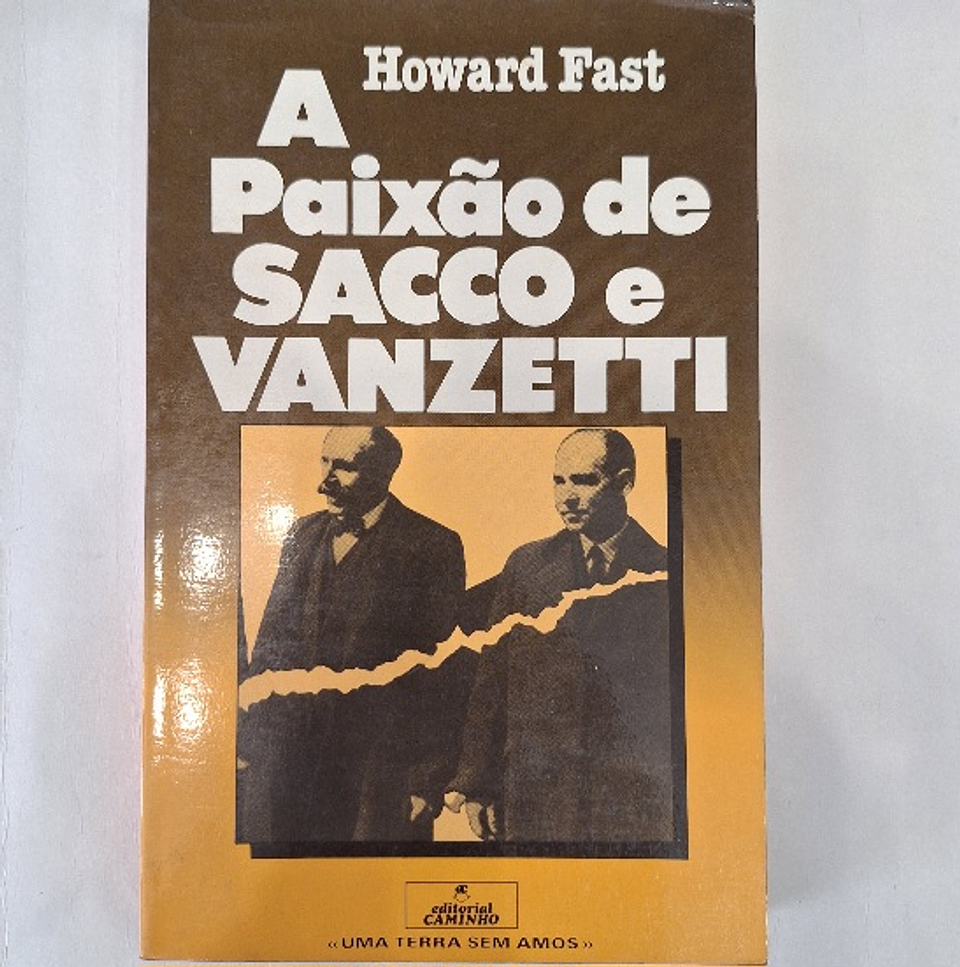 Howard Fast
A
Paixão de
SACCO e
VANZETTI
editorial
CAMINHO
«UMA TERRA SEM AMOS»